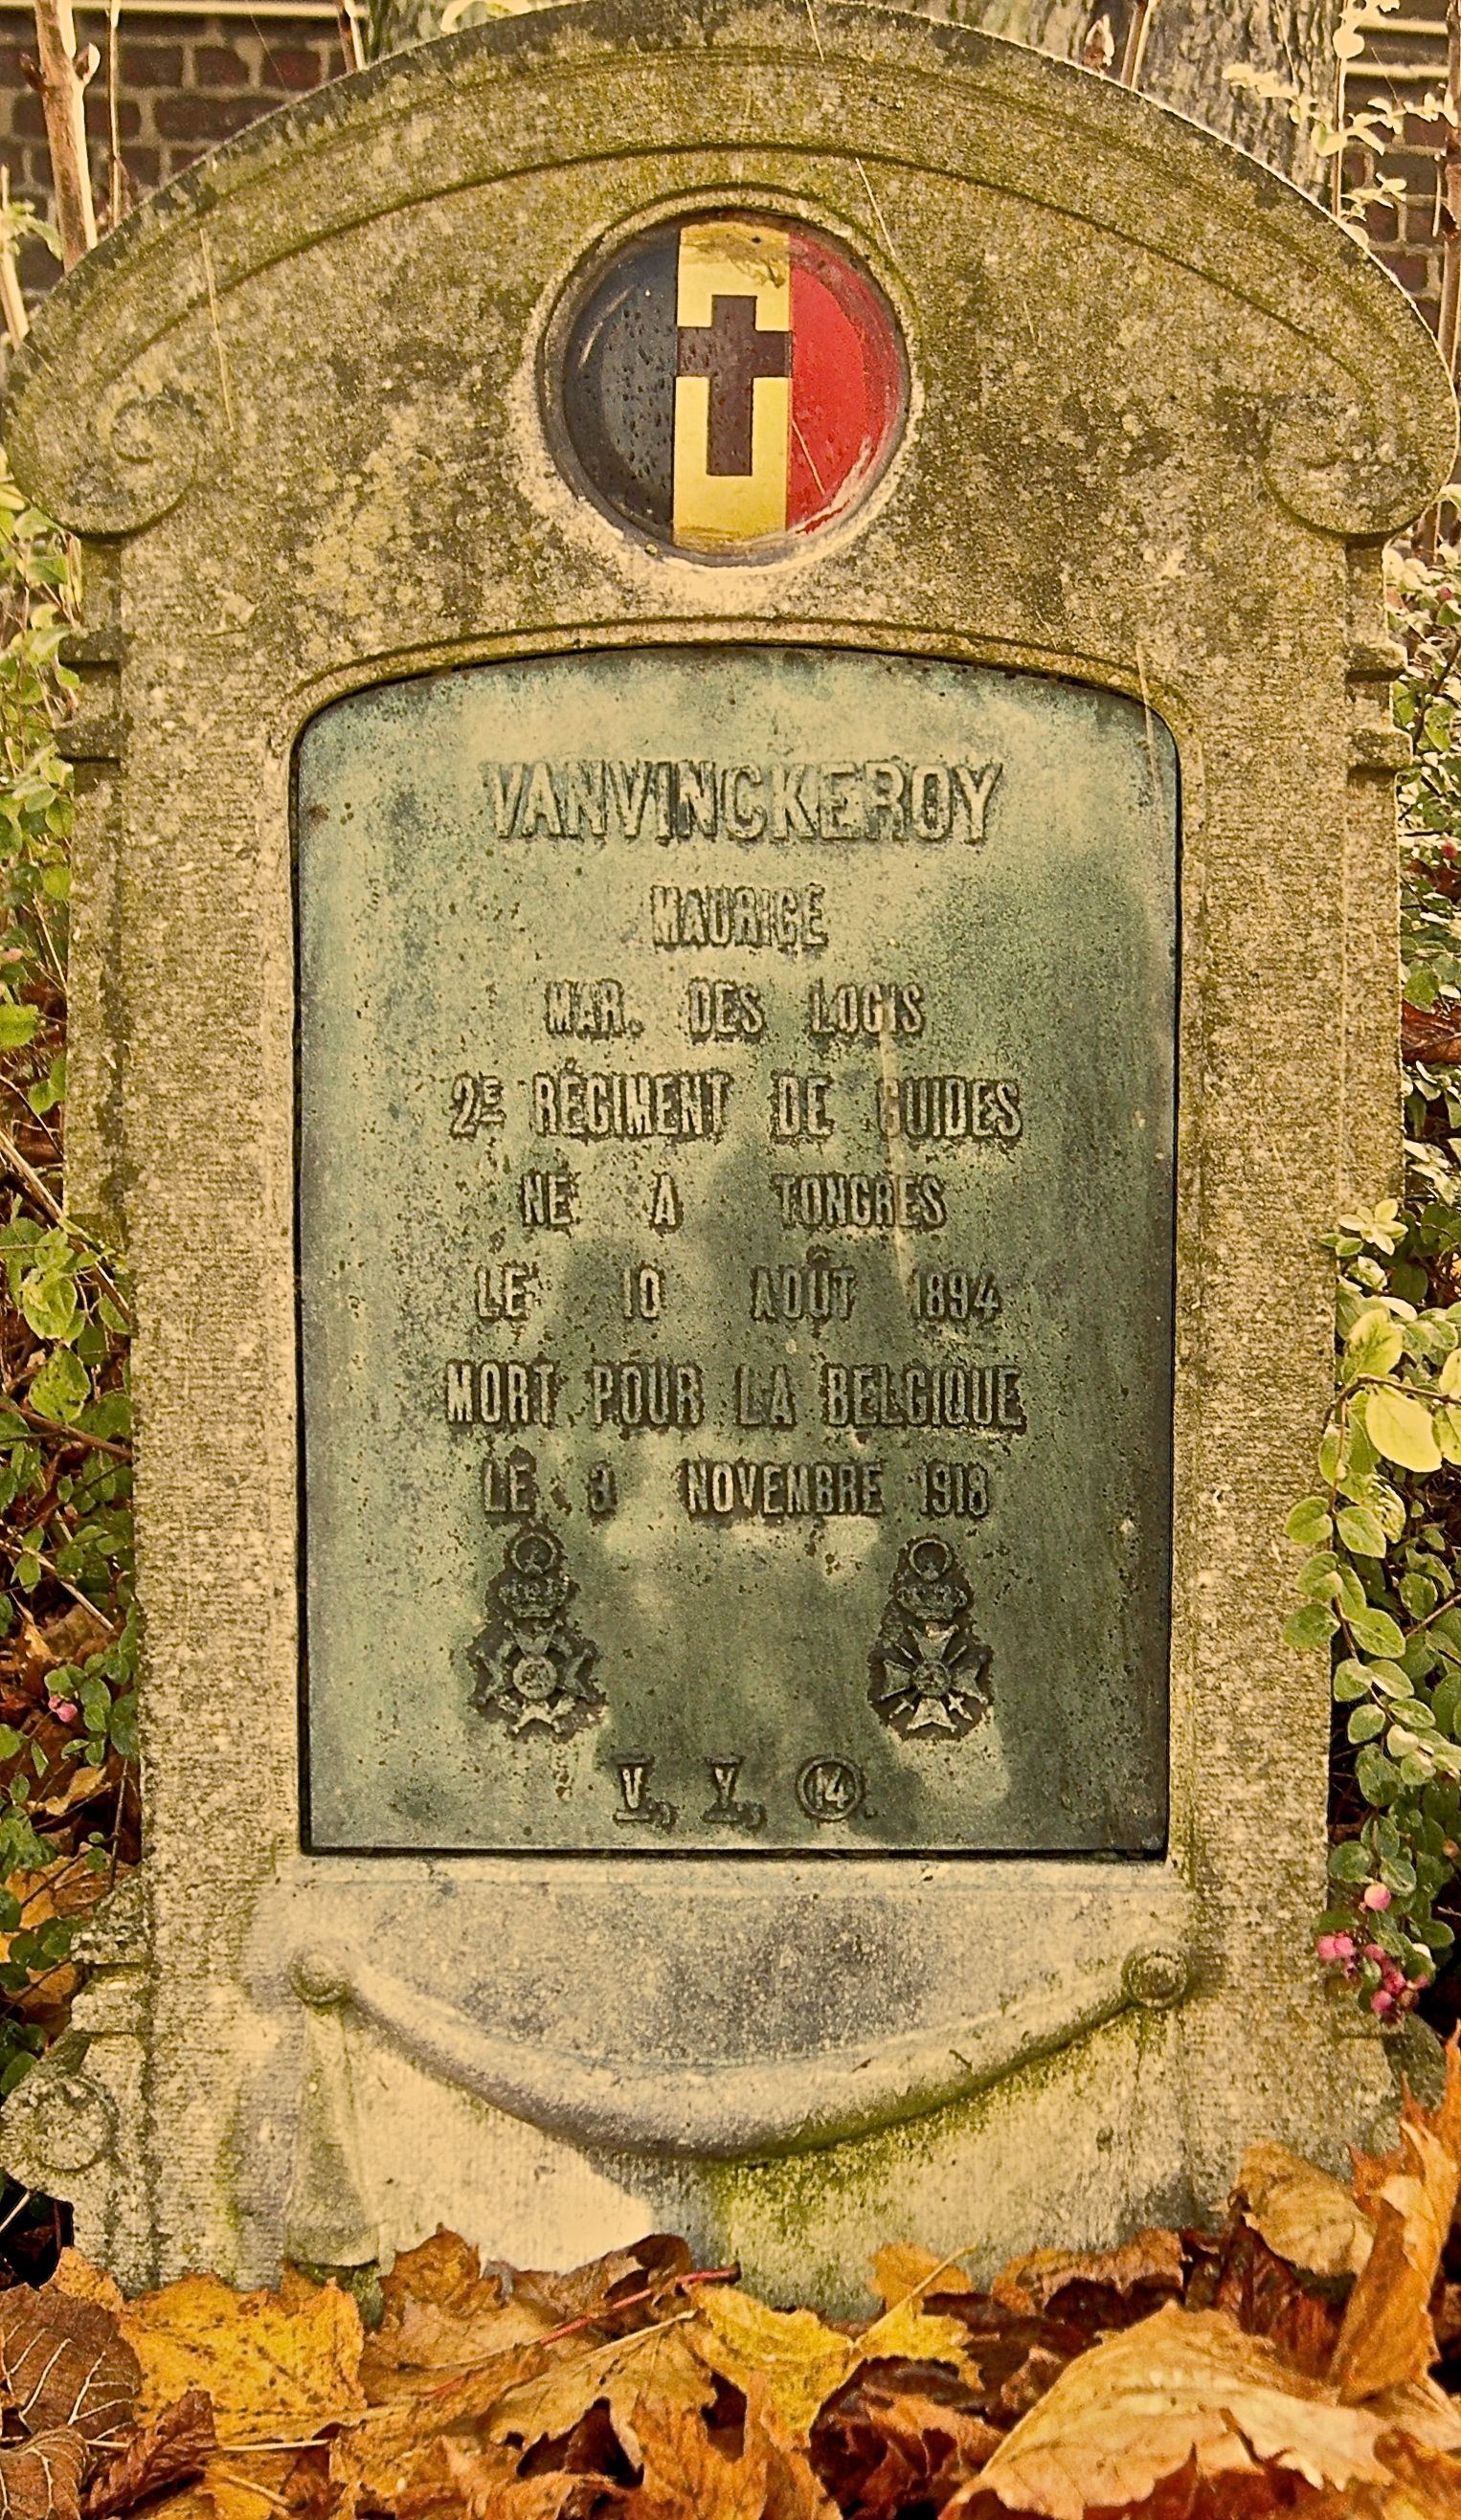 VANVINCKEROY
MAURICE
MAR. DES LOGIS
2E RÉGIMENT DE GUIDES
NÉ A TONGRES
LE 10 AOÛT 1894
MORT POUR LA BELGIQUE
LE 3 NOVEMBRE 1918
V., Y., 14.